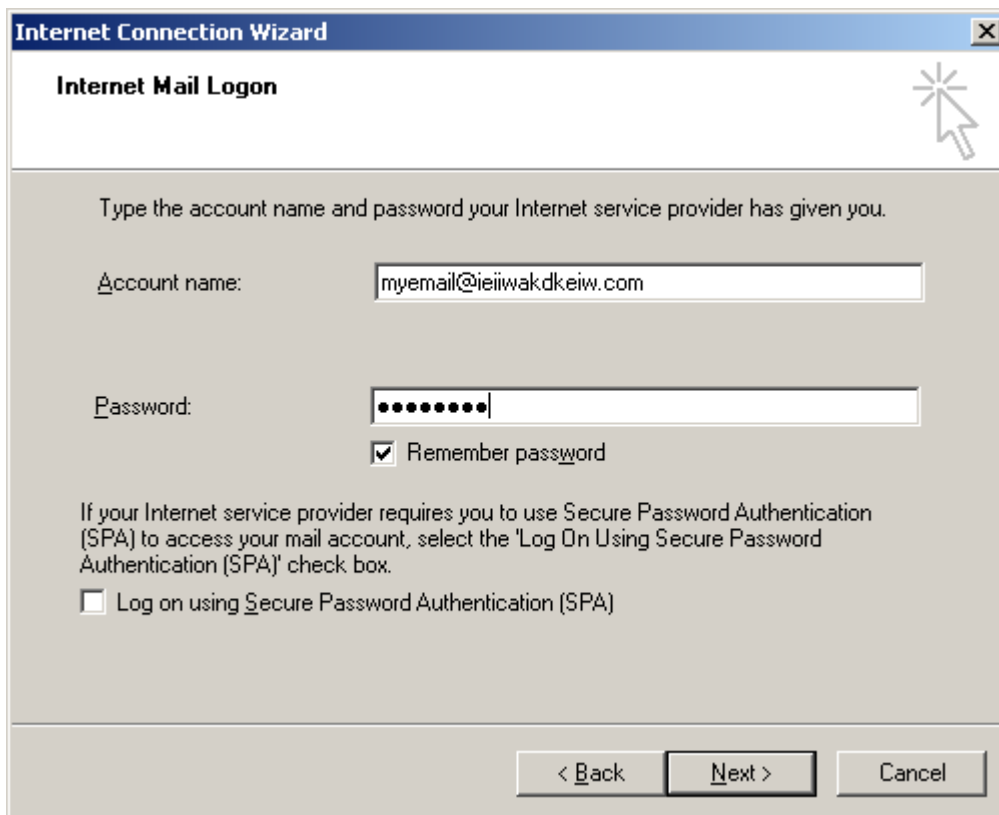 Internet Connection Wizard
Internet Mail Logon
Type the account name and password your Internet service provider has given you.
Account name: myemail@ieiiwakdkeiw.com
Password: ●●●●●●●●
Remember password
If your Internet service provider requires you to use Secure Password Authentication
(SPA) to access your mail account, select the 'Log On Using Secure Password
Authentication (SPA)' check box.
Log on using Secure Password Authentication (SPA)
< Back Next > Cancel